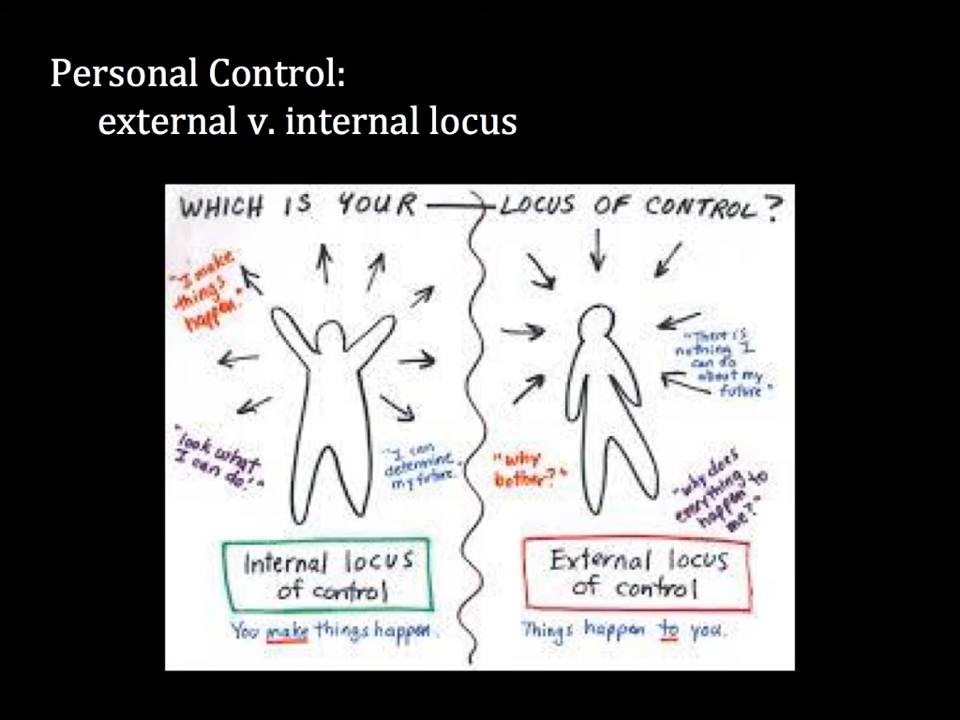 Personal Control:
external v. internal locus
WHICH IS YOUR — LOCUS OF CONTROL?
"I make
things
happen."
"look what
I can do!"
"I can
determine
my future."
Internal locus
of control
You make things happen.
"There is
nothing I
can do
about my
future"
"why
bother?"
"why does
everything
happen to
me?"
External locus
of control
Things happen to you.